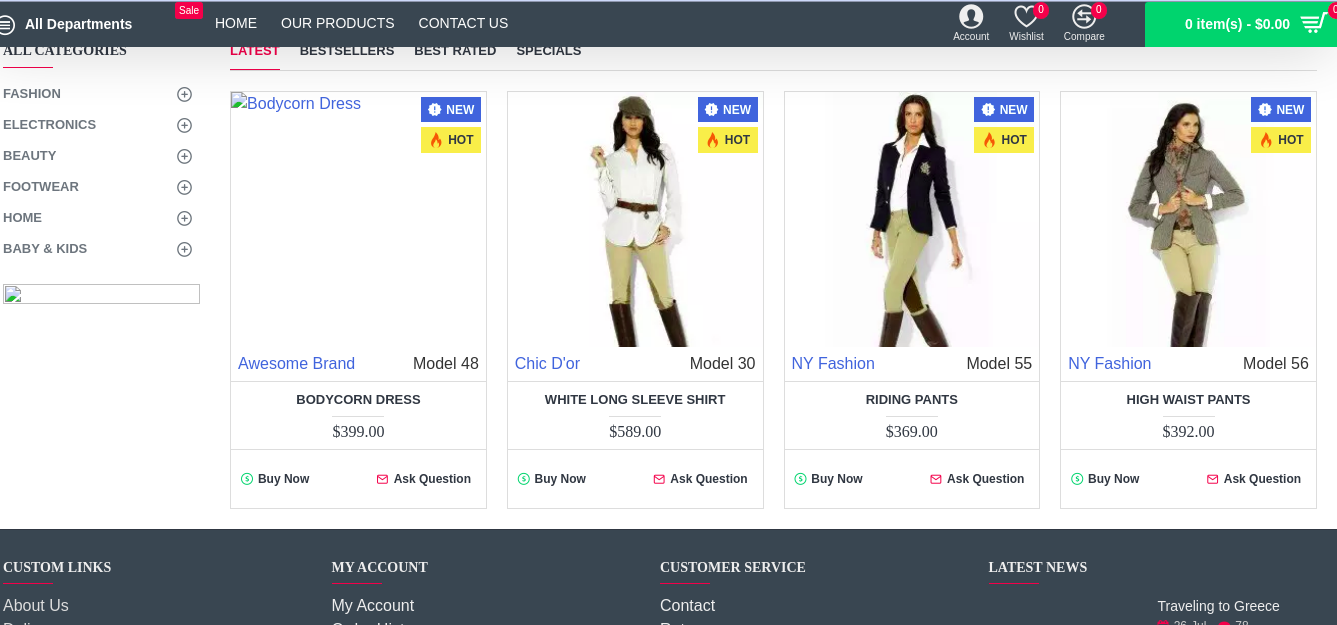 Sale
All Departments
HOME
OUR PRODUCTS
CONTACT US
0
0
Account
Wishlist
Compare
0 item(s) - $0.00
ALL CATEGORIES
FASHION
ELECTRONICS
BEAUTY
FOOTWEAR
HOME
BABY & KIDS
LATEST
BESTSELLERS
BEST RATED
SPECIALS
Bodycorn Dress
NEW
HOT
Awesome Brand
Model 48
BODYCORN DRESS
$399.00
Buy Now
Ask Question
NEW
HOT
Chic D'or
Model 30
WHITE LONG SLEEVE SHIRT
$589.00
Buy Now
Ask Question
NEW
HOT
NY Fashion
Model 55
RIDING PANTS
$369.00
Buy Now
Ask Question
NEW
HOT
NY Fashion
Model 56
HIGH WAIST PANTS
$392.00
Buy Now
Ask Question
CUSTOM LINKS
About Us
MY ACCOUNT
My Account
CUSTOMER SERVICE
Contact
LATEST NEWS
Traveling to Greece
26 Jul
78